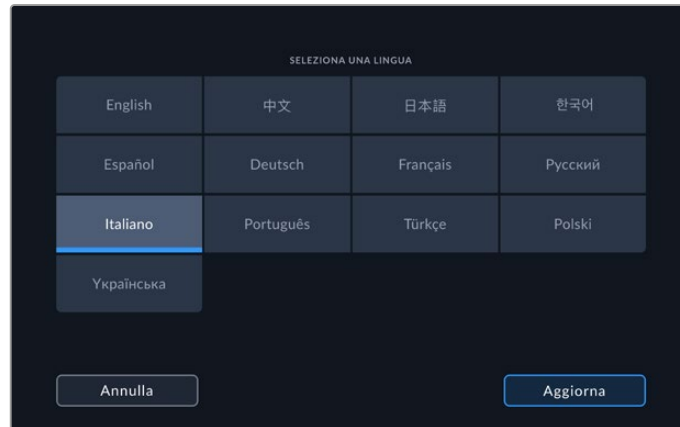 SELEZIONA UNA LINGUA
English 中文 日本語 한국어
Español Deutsch Français Русский
Italiano Português Türkçe Polski
Українська
Annulla Aggiorna